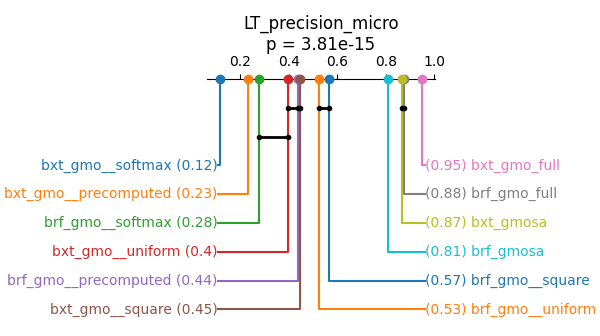 LT_precision_micro
p = 3.81e-15
0.2 0.4 0.6 0.8 1.0
bxt_gmo__softmax (0.12) (0.95) bxt_gmo_full
bxt_gmo__precomputed (0.23) (0.88) brf_gmo_full
brf_gmo__softmax (0.28) (0.87) bxt_gmosa
bxt_gmo__uniform (0.4) (0.81) brf_gmosa
brf_gmo__precomputed (0.44) (0.57) brf_gmo__square
bxt_gmo__square (0.45) (0.53) brf_gmo__uniform